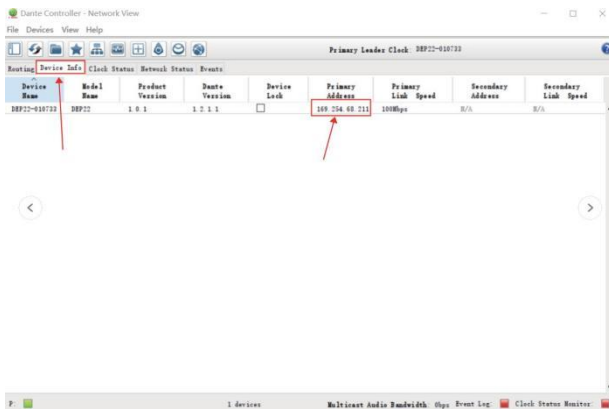 Dante Controller - Network View
File Devices View Help
Primary Leader Clock: DEP22-010733
Routing Device Info Clock Status Network Status Events
Device Name Model Name Product Version Dante Version Device Lock Primary Address Primary Link Speed Secondary Address Secondary Link Speed
DEP22-010733 DEP22 1.0.1 1.2.1.1 169.254.68.211 100Mbps N/A N/A
P: 1 devices Multicast Audio Bandwidth: 0bps Event Log: Clock Status Monitor: